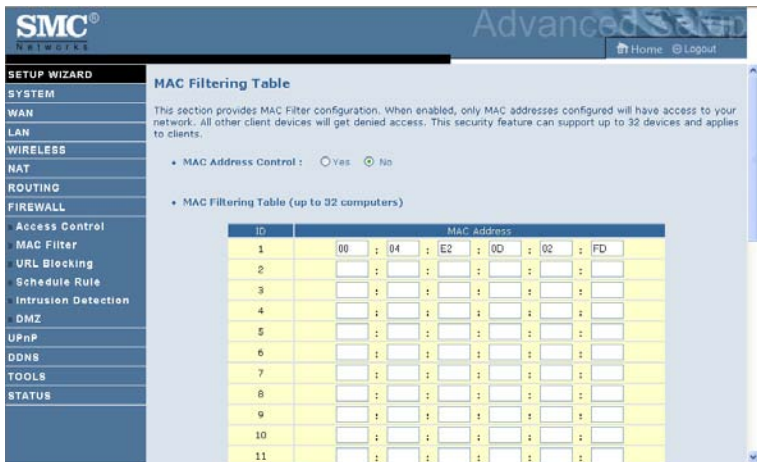 SMC®
Networks
Advanced Setup
Home Logout
SETUP WIZARD
SYSTEM
WAN
LAN
WIRELESS
NAT
ROUTING
FIREWALL
Access Control
MAC Filter
URL Blocking
Schedule Rule
Intrusion Detection
DMZ
UPnP
DDNS
TOOLS
STATUS
MAC Filtering Table
This section provides MAC Filter configuration. When enabled, only MAC addresses configured will have access to your
network. All other client devices will get denied access. This security feature can support up to 32 devices and applies
to clients.
• MAC Address Control : Yes No
• MAC Filtering Table (up to 32 computers)
ID MAC Address
1 00 : 04 : E2 : 0D : 02 : FD
2 : : : : :
3 : : : : :
4 : : : : :
5 : : : : :
6 : : : : :
7 : : : : :
8 : : : : :
9 : : : : :
10 : : : : :
11 : : : : :